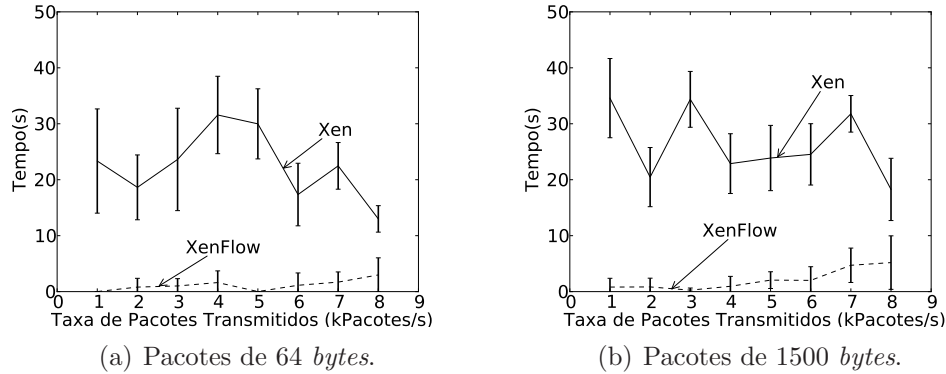 50
40
30
20
10
0
Tempo(s)
Xen
XenFlow
0 1 2 3 4 5 6 7 8 9
Taxa de Pacotes Transmitidos (kPacotes/s)
(a) Pacotes de 64 bytes.
50
40
30
20
10
0
Tempo(s)
Xen
XenFlow
0 1 2 3 4 5 6 7 8 9
Taxa de Pacotes Transmitidos (kPacotes/s)
(b) Pacotes de 1500 bytes.